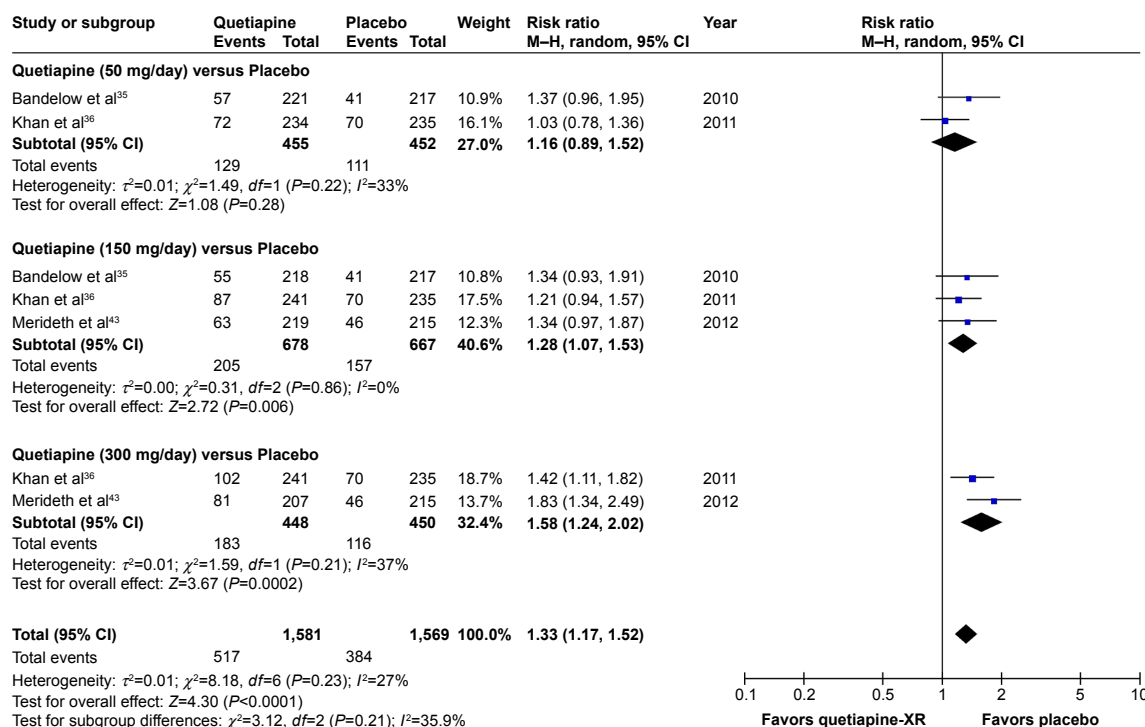 Study or subgroup Quetiapine Placebo Weight Risk ratio Year Risk ratio
Events Total Events Total M–H, random, 95% CI M–H, random, 95% CI
Quetiapine (50 mg/day) versus Placebo
Bandelow et al³⁵ 57 221 41 217 10.9% 1.37 (0.96, 1.95) 2010
Khan et al³⁶ 72 234 70 235 16.1% 1.03 (0.78, 1.36) 2011
Subtotal (95% CI) 455 452 27.0% 1.16 (0.89, 1.52)
Total events 129 111
Heterogeneity: τ²=0.01; χ²=1.49, df=1 (P=0.22); I²=33%
Test for overall effect: Z=1.08 (P=0.28)
Quetiapine (150 mg/day) versus Placebo
Bandelow et al³⁵ 55 218 41 217 10.8% 1.34 (0.93, 1.91) 2010
Khan et al³⁶ 87 241 70 235 17.5% 1.21 (0.94, 1.57) 2011
Merideth et al⁴³ 63 219 46 215 12.3% 1.34 (0.97, 1.87) 2012
Subtotal (95% CI) 678 667 40.6% 1.28 (1.07, 1.53)
Total events 205 157
Heterogeneity: τ²=0.00; χ²=0.31, df=2 (P=0.86); I²=0%
Test for overall effect: Z=2.72 (P=0.006)
Quetiapine (300 mg/day) versus Placebo
Khan et al³⁶ 102 241 70 235 18.7% 1.42 (1.11, 1.82) 2011
Merideth et al⁴³ 81 207 46 215 13.7% 1.83 (1.34, 2.49) 2012
Subtotal (95% CI) 448 450 32.4% 1.58 (1.24, 2.02)
Total events 183 116
Heterogeneity: τ²=0.01; χ²=1.59, df=1 (P=0.21); I²=37%
Test for overall effect: Z=3.67 (P=0.0002)
Total (95% CI) 1,581 1,569 100.0% 1.33 (1.17, 1.52)
Total events 517 384
Heterogeneity: τ²=0.01; χ²=8.18, df=6 (P=0.23); I²=27%
Test for overall effect: Z=4.30 (P<0.0001)
Test for subgroup differences: χ²=3.12, df=2 (P=0.21); I²=35.9%
0.1 0.2 0.5 1 2 5 10
Favors quetiapine-XR Favors placebo